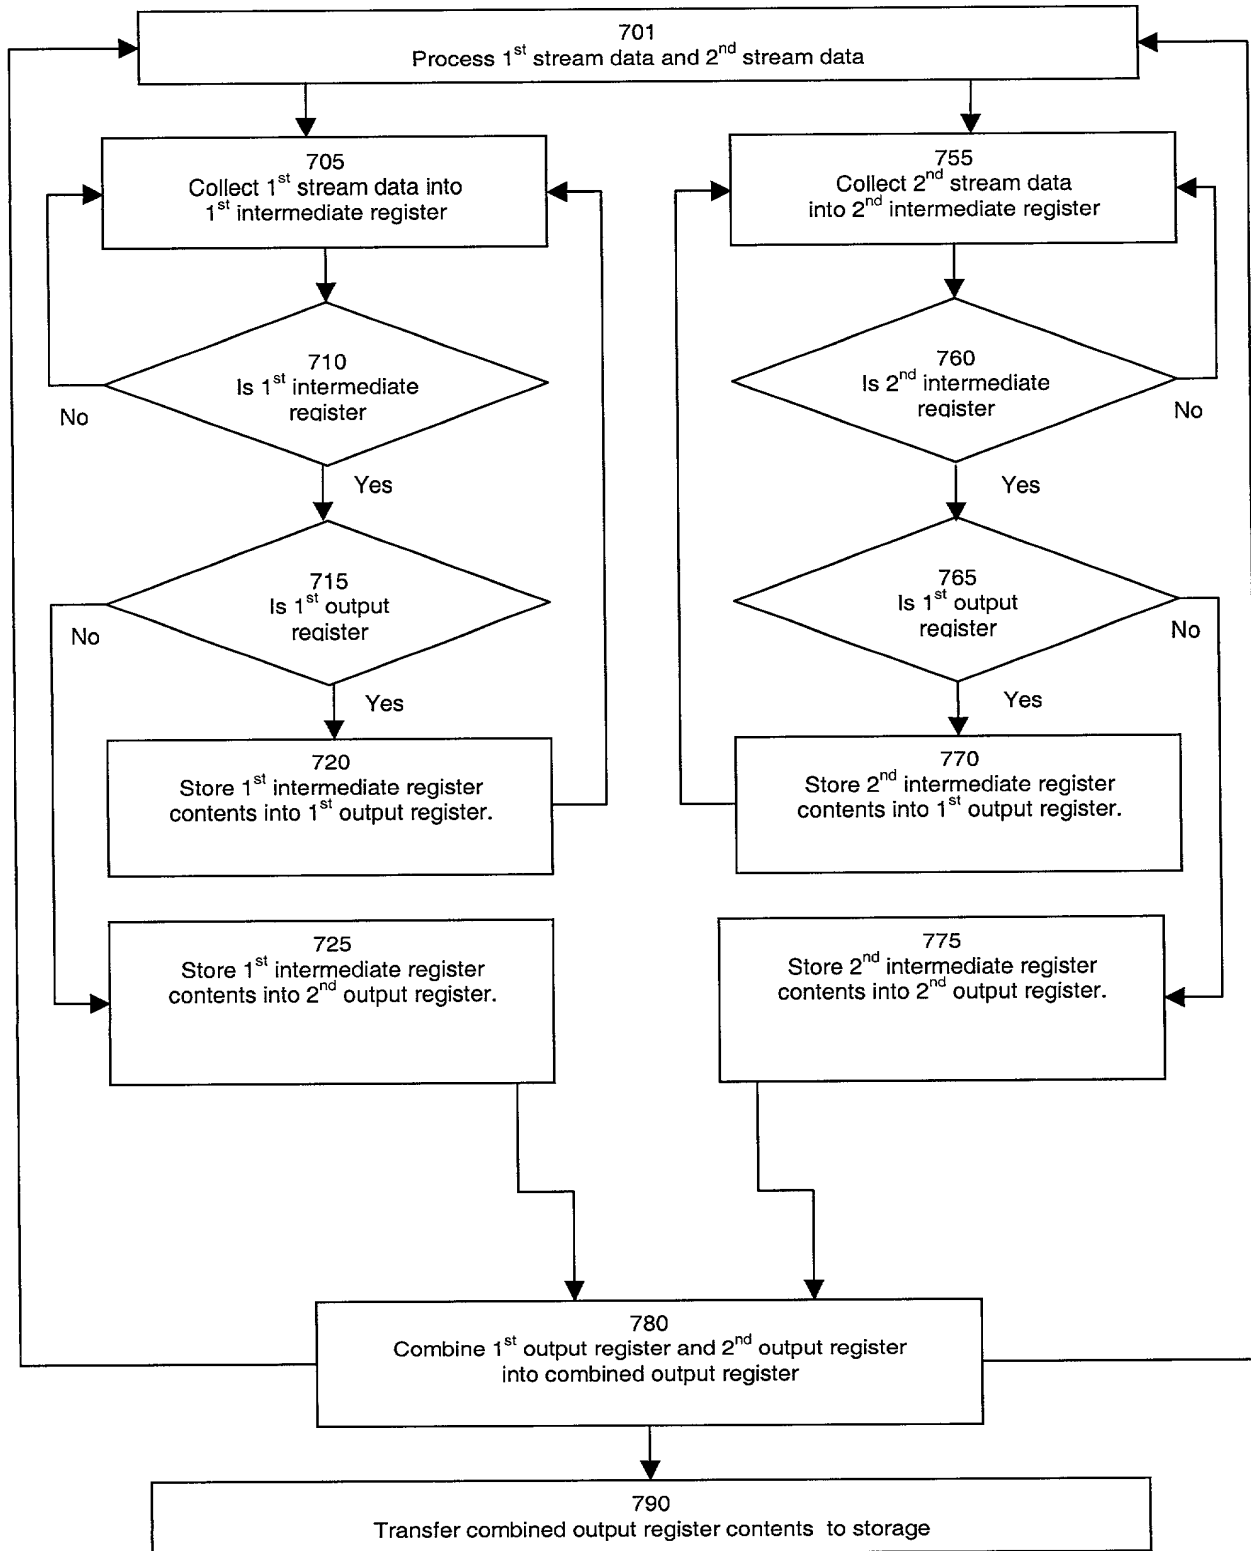 701
Process 1st stream data and 2nd stream data
705
Collect 1st stream data into
1st intermediate register
710
Is 1st intermediate
register
No
Yes
715
Is 1st output
register
No
Yes
720
Store 1st intermediate register
contents into 1st output register.
725
Store 1st intermediate register
contents into 2nd output register.
755
Collect 2nd stream data
into 2nd intermediate register
760
Is 2nd intermediate
register
No
Yes
765
Is 1st output
register
No
Yes
770
Store 2nd intermediate register
contents into 1st output register.
775
Store 2nd intermediate register
contents into 2nd output register.
780
Combine 1st output register and 2nd output register
into combined output register
790
Transfer combined output register contents to storage